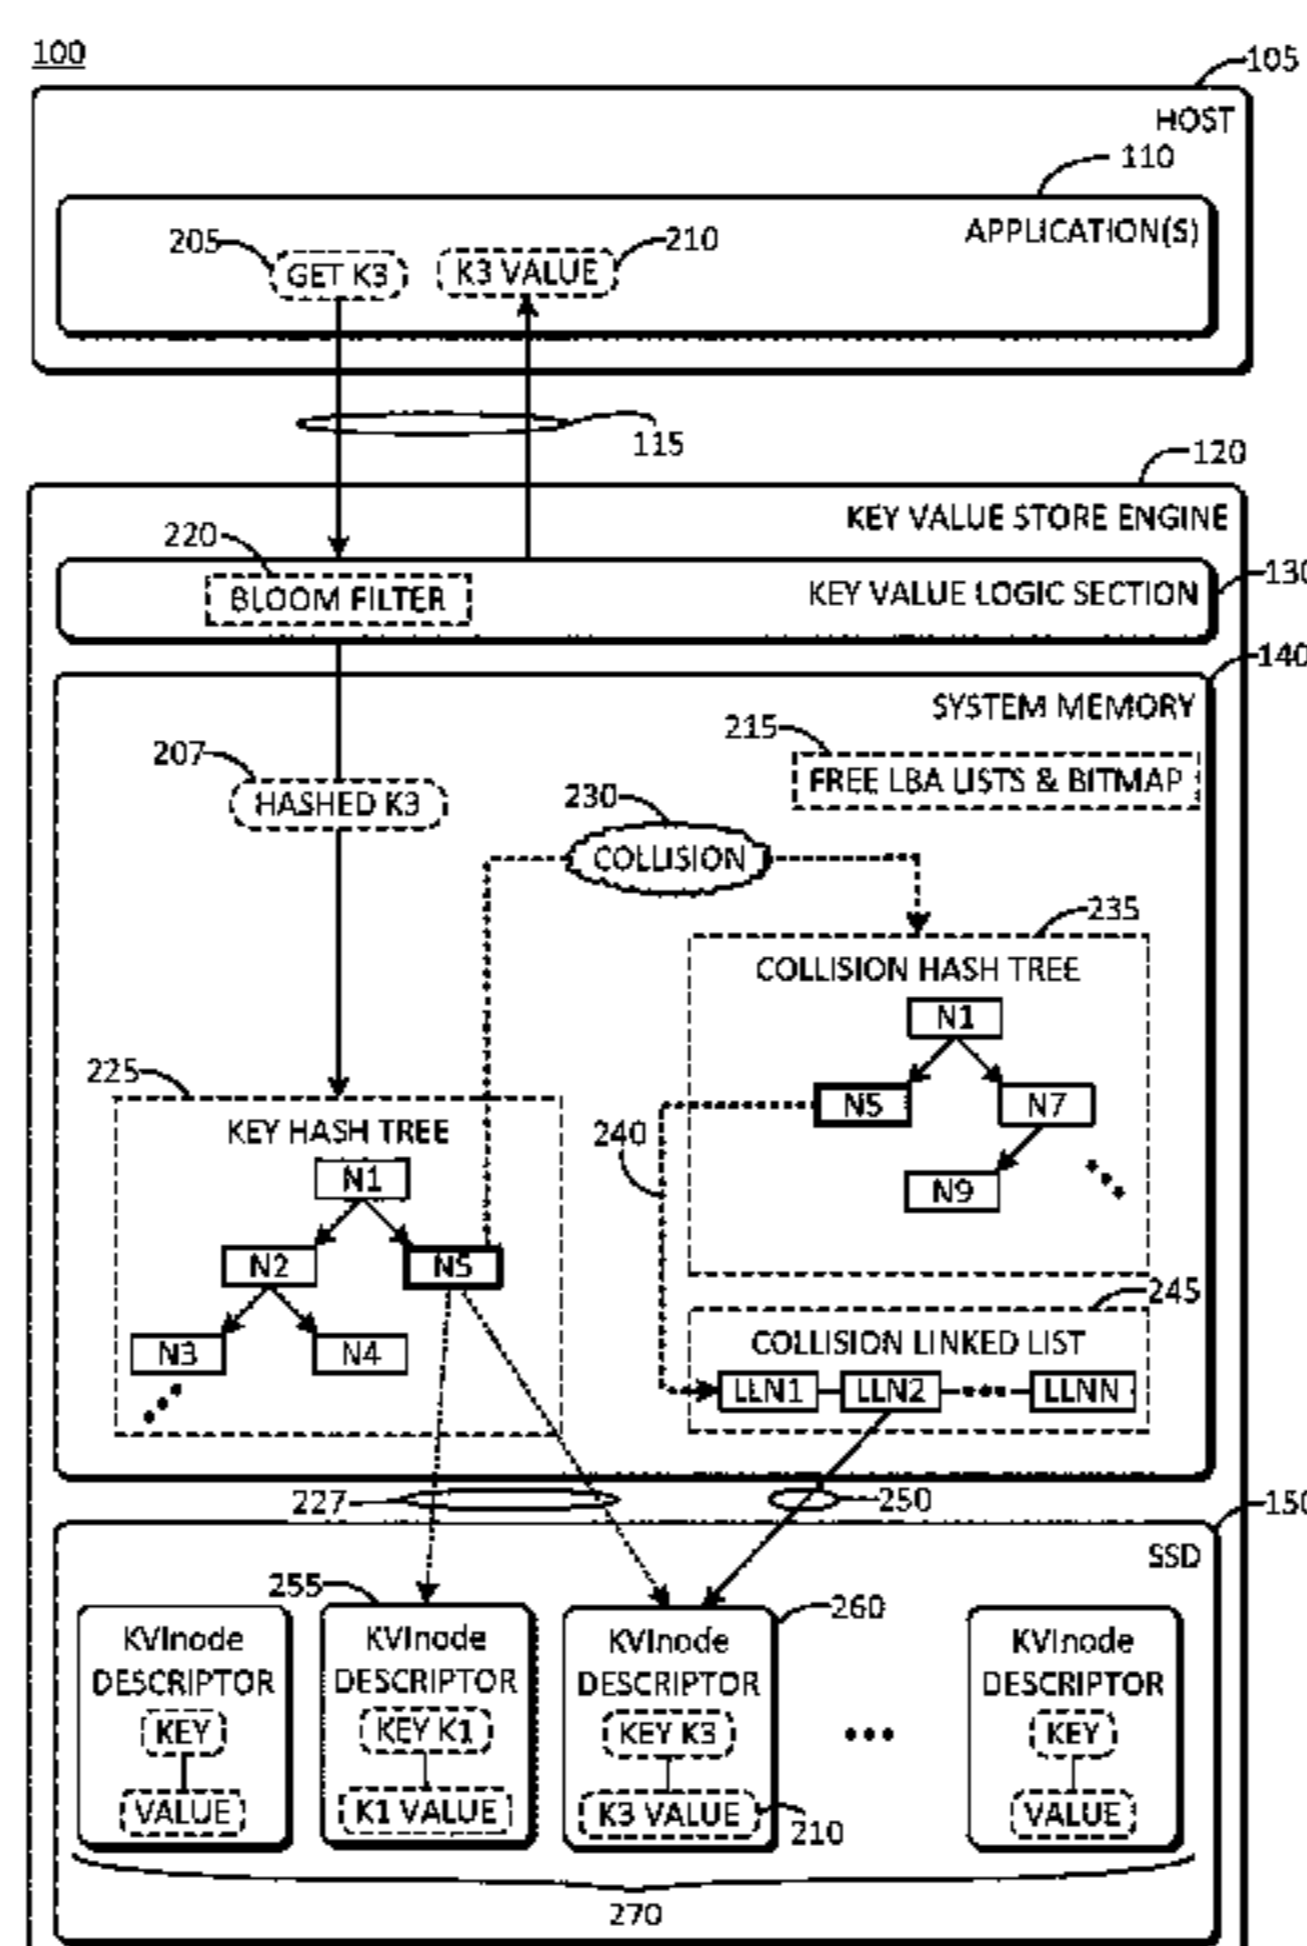 100
105
HOST
110
APPLICATION(S)
205
GET K3
K3 VALUE
210
115
120
KEY VALUE STORE ENGINE
220
BLOOM FILTER
KEY VALUE LOGIC SECTION
130
140
SYSTEM MEMORY
215
FREE LBA LISTS & BITMAP
207
HASHED K3
230
COLLISION
235
COLLISION HASH TREE
N1
N5
N7
N9
240
225
KEY HASH TREE
N1
N2
N5
N3
N4
245
COLLISION LINKED LIST
LLN1
LLN2
LLNN
227
250
150
SSD
255
260
KVInode
DESCRIPTOR
KEY
VALUE
KVInode
DESCRIPTOR
KEY K1
K1 VALUE
KVInode
DESCRIPTOR
KEY K3
K3 VALUE
210
KVInode
DESCRIPTOR
KEY
VALUE
270